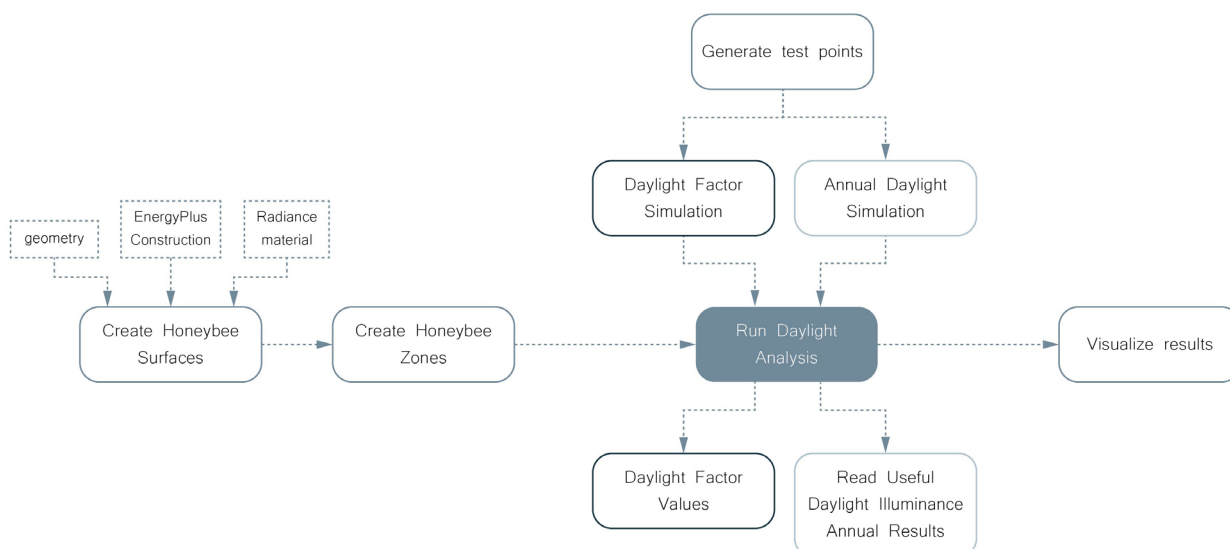 Generate test points
Daylight Factor
Simulation
Annual Daylight
Simulation
geometry
EnergyPlus
Construction
Radiance
material
Create Honeybee
Surfaces
Create Honeybee
Zones
Run Daylight
Analysis
Visualize results
Daylight Factor
Values
Read Useful
Daylight Illuminance
Annual Results